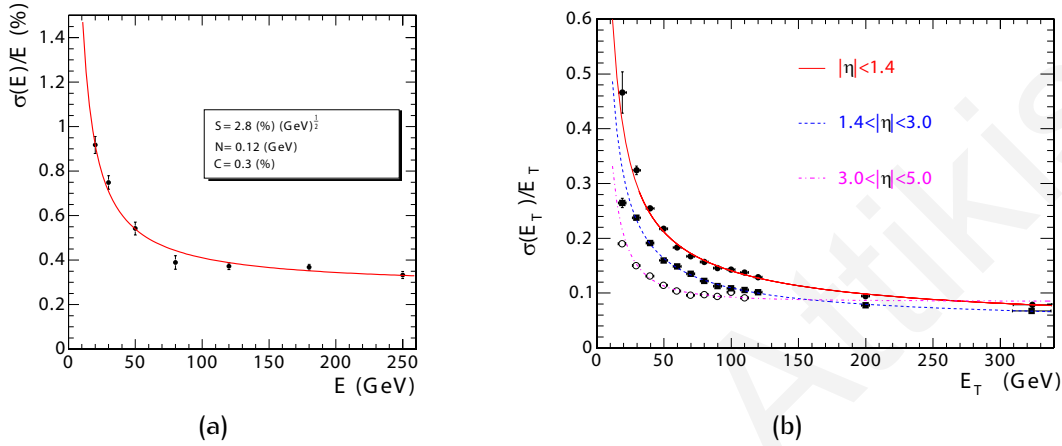 σ(E)/E (%)
1.4
1.2
1
0.8
0.6
0.4
0.2
0
S = 2.8 (%) (GeV)^½
N= 0.12 (GeV)
C = 0.3 (%)
0 50 100 150 200 250
E (GeV)
(a)
σ(E_T)/E_T
0.6
0.5
0.4
0.3
0.2
0.1
0
|η|<1.4
1.4<|η|<3.0
3.0<|η|<5.0
0 50 100 150 200 250 300
E_T (GeV)
(b)
Attikis